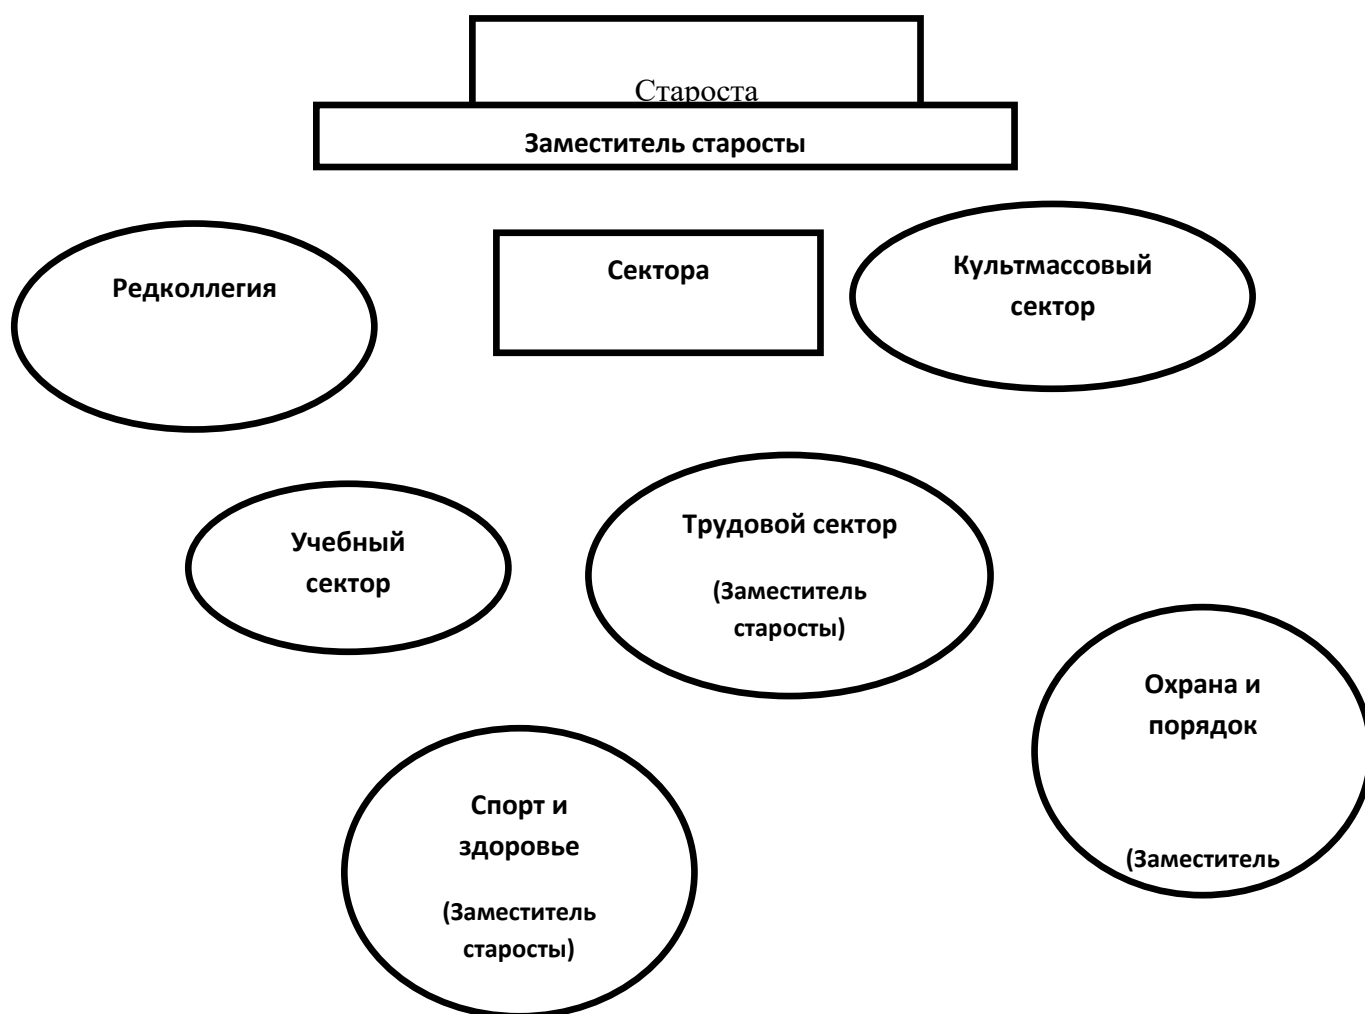 Староста
Заместитель старосты
Редколлегия
Сектора
Культмассовый
сектор
Учебный
сектор
Трудовой сектор
(Заместитель
старосты)
Охрана и
порядок
(Заместитель
Спорт и
здоровье
(Заместитель
старосты)